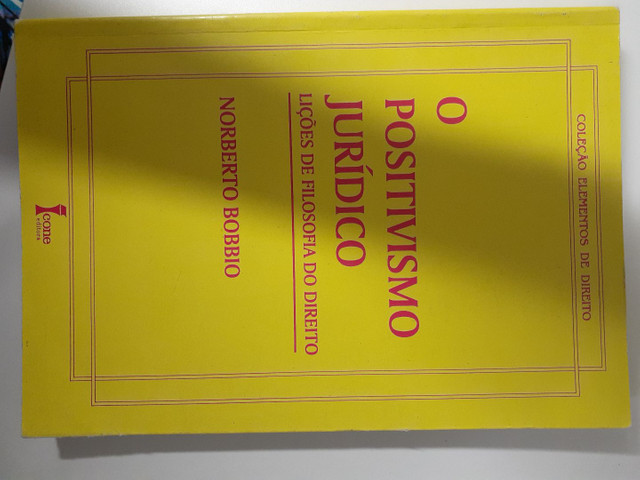 COLEÇÃO ELEMENTOS DE DIREITO
O
POSITIVISMO
JURÍDICO
LIÇÕES DE FILOSOFIA DO DIREITO
NORBERTO BOBBIO
Ícone
editora